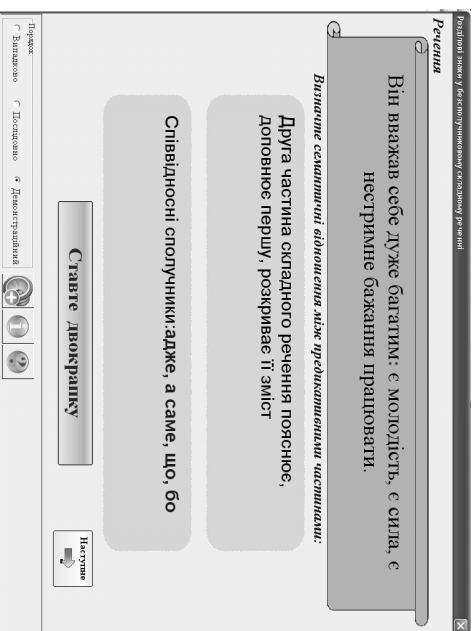 Розділові знаки у безсполучниковому складному реченні
Речення
Він вважав себе дуже багатим: є молодість, є сила, є
нестримне бажання працювати.
Визначте семантичні відношення між предикативними частинами:
Друга частина складного речення пояснює,
доповнює першу, розкриває її зміст
Співвідносні сполучники:адже, а саме, що, бо
Ставте двокрапку
Наступне
Порядок
Випадково
Послідовно
Демонстраційний